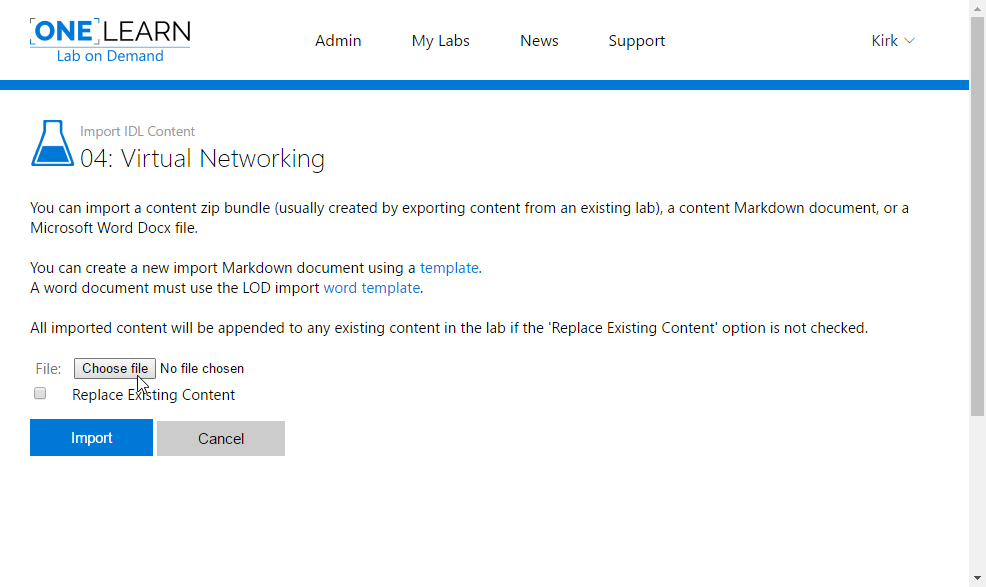 ONE LEARN
Lab on Demand
Admin My Labs News Support Kirk
Import IDL Content
04: Virtual Networking
You can import a content zip bundle (usually created by exporting content from an existing lab), a content Markdown document, or a
Microsoft Word Docx file.
You can create a new import Markdown document using a template.
A word document must use the LOD import word template.
All imported content will be appended to any existing content in the lab if the 'Replace Existing Content' option is not checked.
File: Choose file No file chosen
Replace Existing Content
Import Cancel